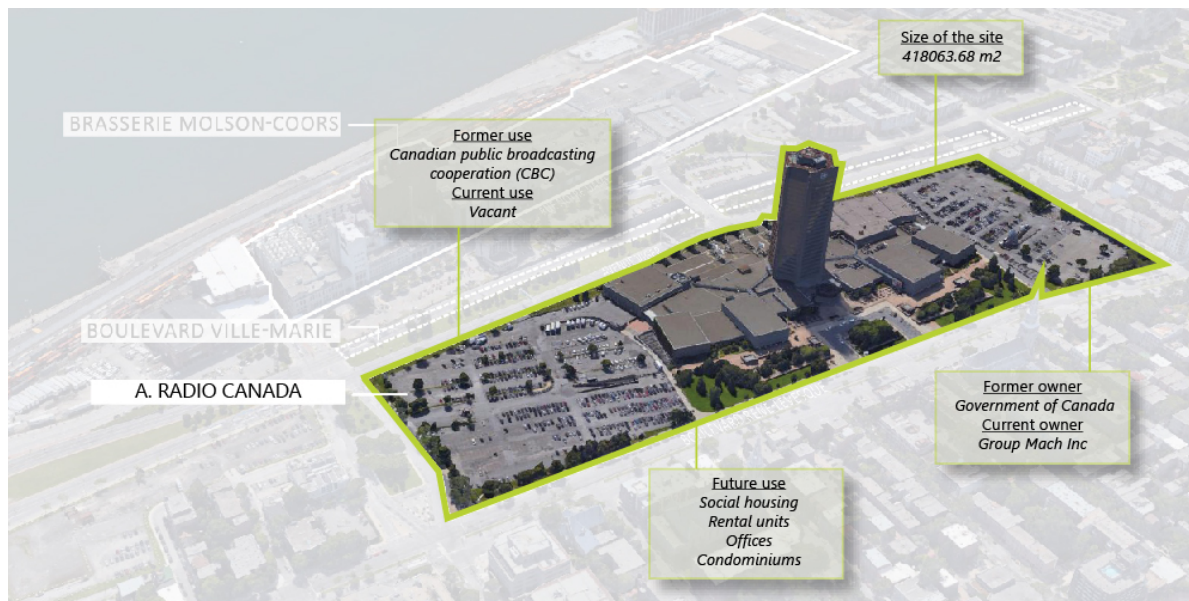 Size of the site
418063.68 m2
BRASSERIE MOLSON-COORS
Former use
Canadian public broadcasting
cooperation (CBC)
Current use
Vacant
BOULEVARD VILLE-MARIE
A. RADIO CANADA
Former owner
Government of Canada
Current owner
Group Mach Inc
Future use
Social housing
Rental units
Offices
Condominiums